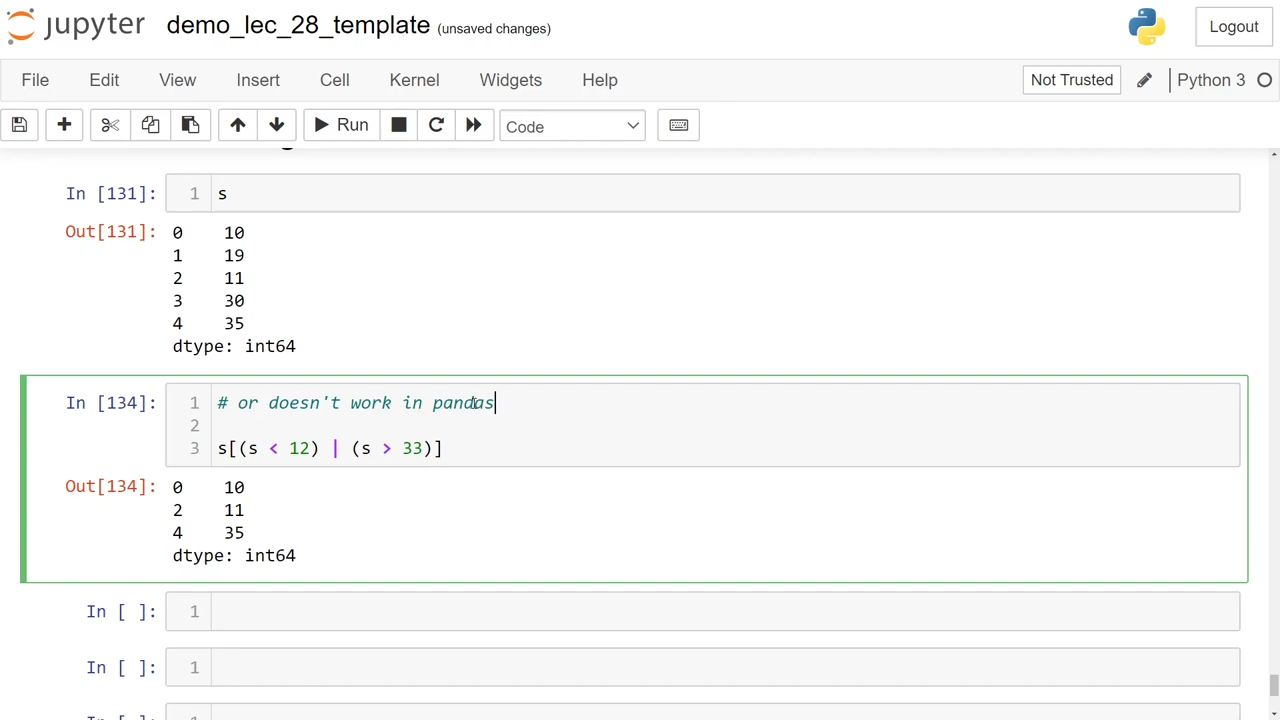 jupyter demo_lec_28_template (unsaved changes) Logout
File Edit View Insert Cell Kernel Widgets Help Not Trusted Python 3
Run Code
In [131]: 1 s
Out[131]: 0 10
1 19
2 11
3 30
4 35
dtype: int64
In [134]: 1 # or doesn't work in pandas
2
3 s[(s < 12) | (s > 33)]
Out[134]: 0 10
2 11
4 35
dtype: int64
In [ ]: 1
In [ ]: 1